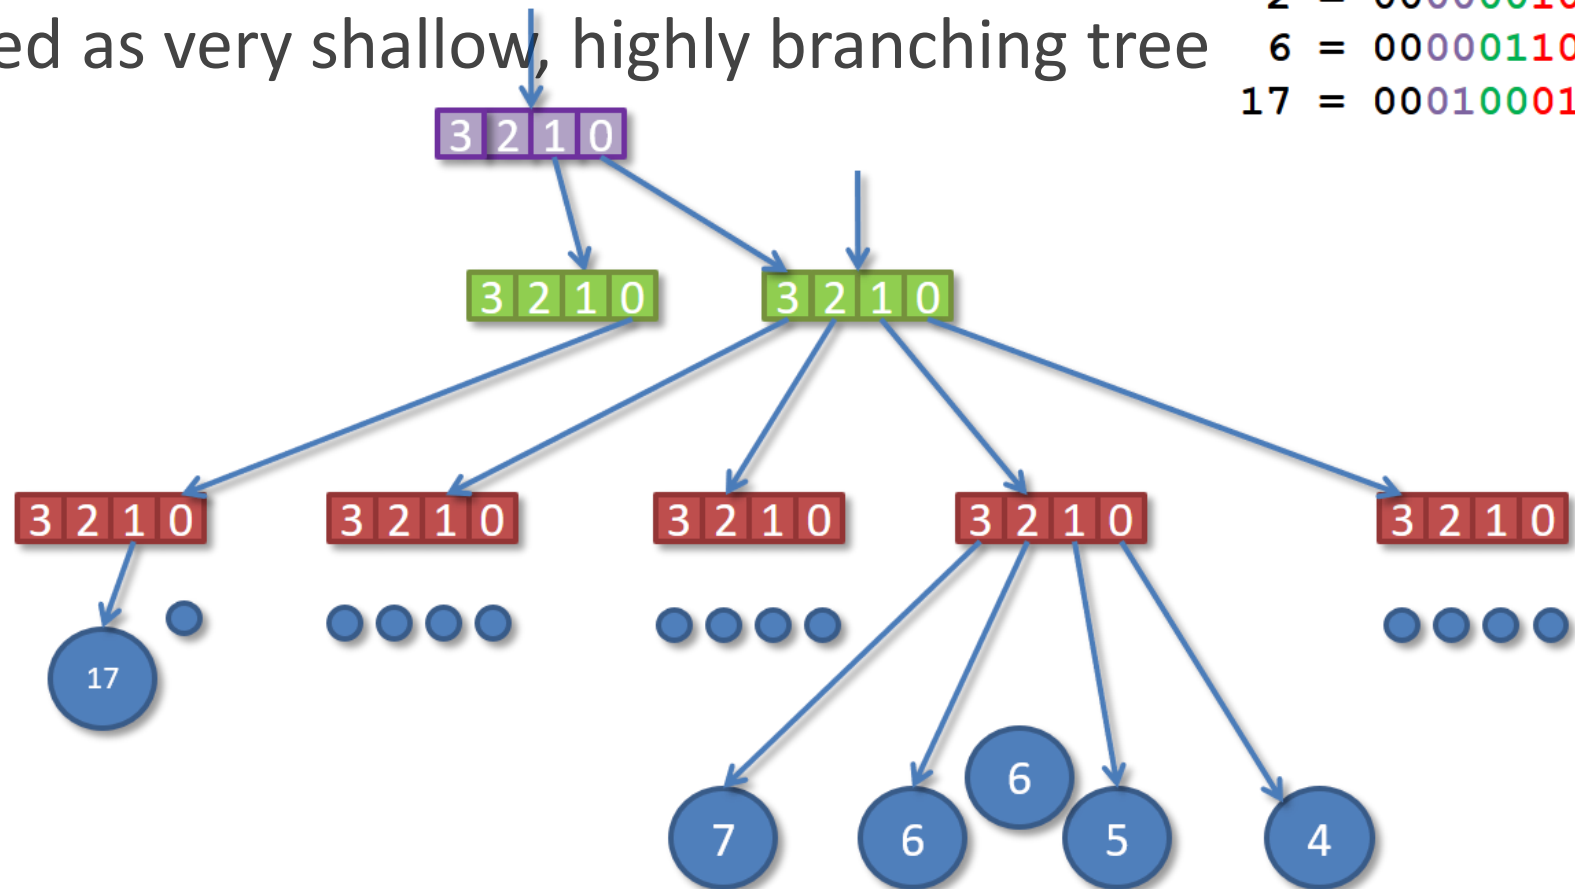 2 = 00000010
ed as very shallow, highly branching tree
6 = 00000110
17 = 00010001
3 2 1 0
3 2 1 0
3 2 1 0
3 2 1 0
3 2 1 0
3 2 1 0
3 2 1 0
3 2 1 0
17
6
7
6
5
4